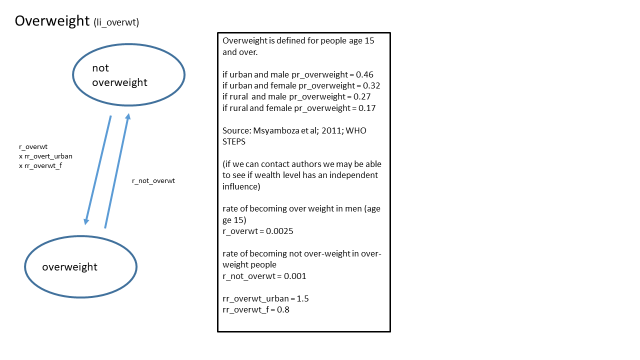 Overweight (li_overwt)
not
overweight
r_overwt
x rr_overt_urban
x rr_overwt_f
r_not_overwt
overweight
Overweight is defined for people age 15
and over.
if urban and male pr_overweight = 0.46
if urban and female pr_overweight = 0.32
if rural and male pr_overweight = 0.27
if rural and female pr_overweight = 0.17
Source: Msyamboza et al; 2011; WHO
STEPS
(if we can contact authors we may be able
to see if wealth level has an independent
influence)
rate of becoming over weight in men (age
ge 15)
r_overwt = 0.0025
rate of becoming not over-weight in over-
weight people
r_not_overwt = 0.001
rr_overwt_urban = 1.5
rr_overwt_f = 0.8